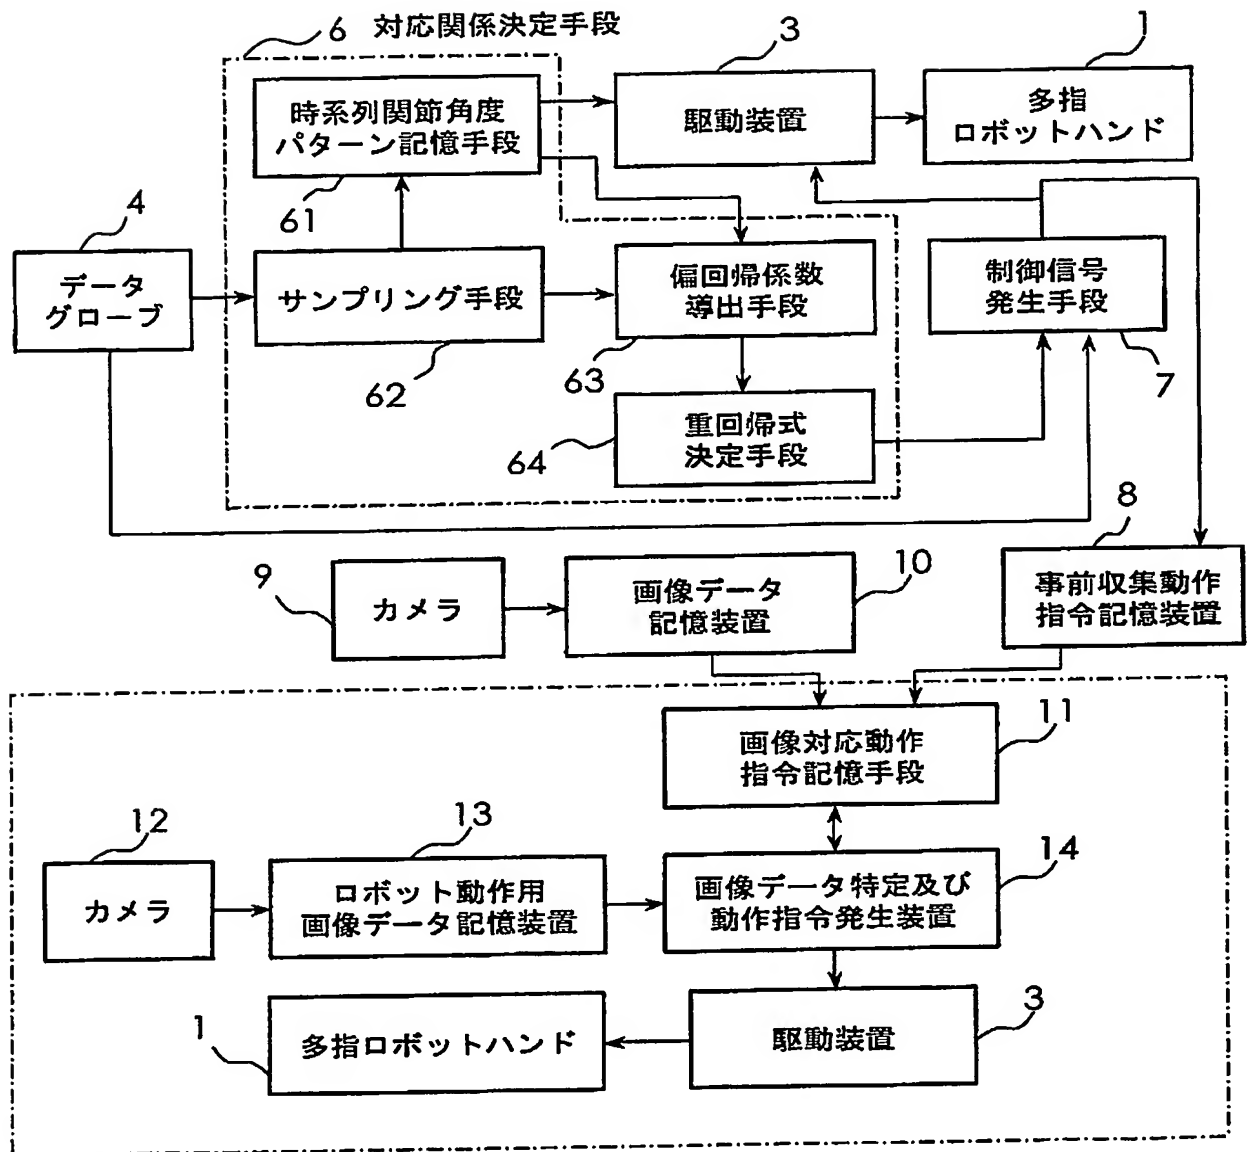 6 対応関係決定手段
3
1
時系列関節角度
パターン記憶手段
61
駆動装置
多指
ロボットハンド
4
データ
グローブ
サンプリング手段
62
偏回帰係数
導出手段
63
制御信号
発生手段
7
重回帰式
決定手段
64
8
9
カメラ
画像データ
記憶装置
10
事前収集動作
指令記憶装置
画像対応動作
指令記憶手段
11
12
カメラ
13
ロボット動作用
画像データ記憶装置
14
画像データ特定及び
動作指令発生装置
1
多指ロボットハンド
駆動装置
3